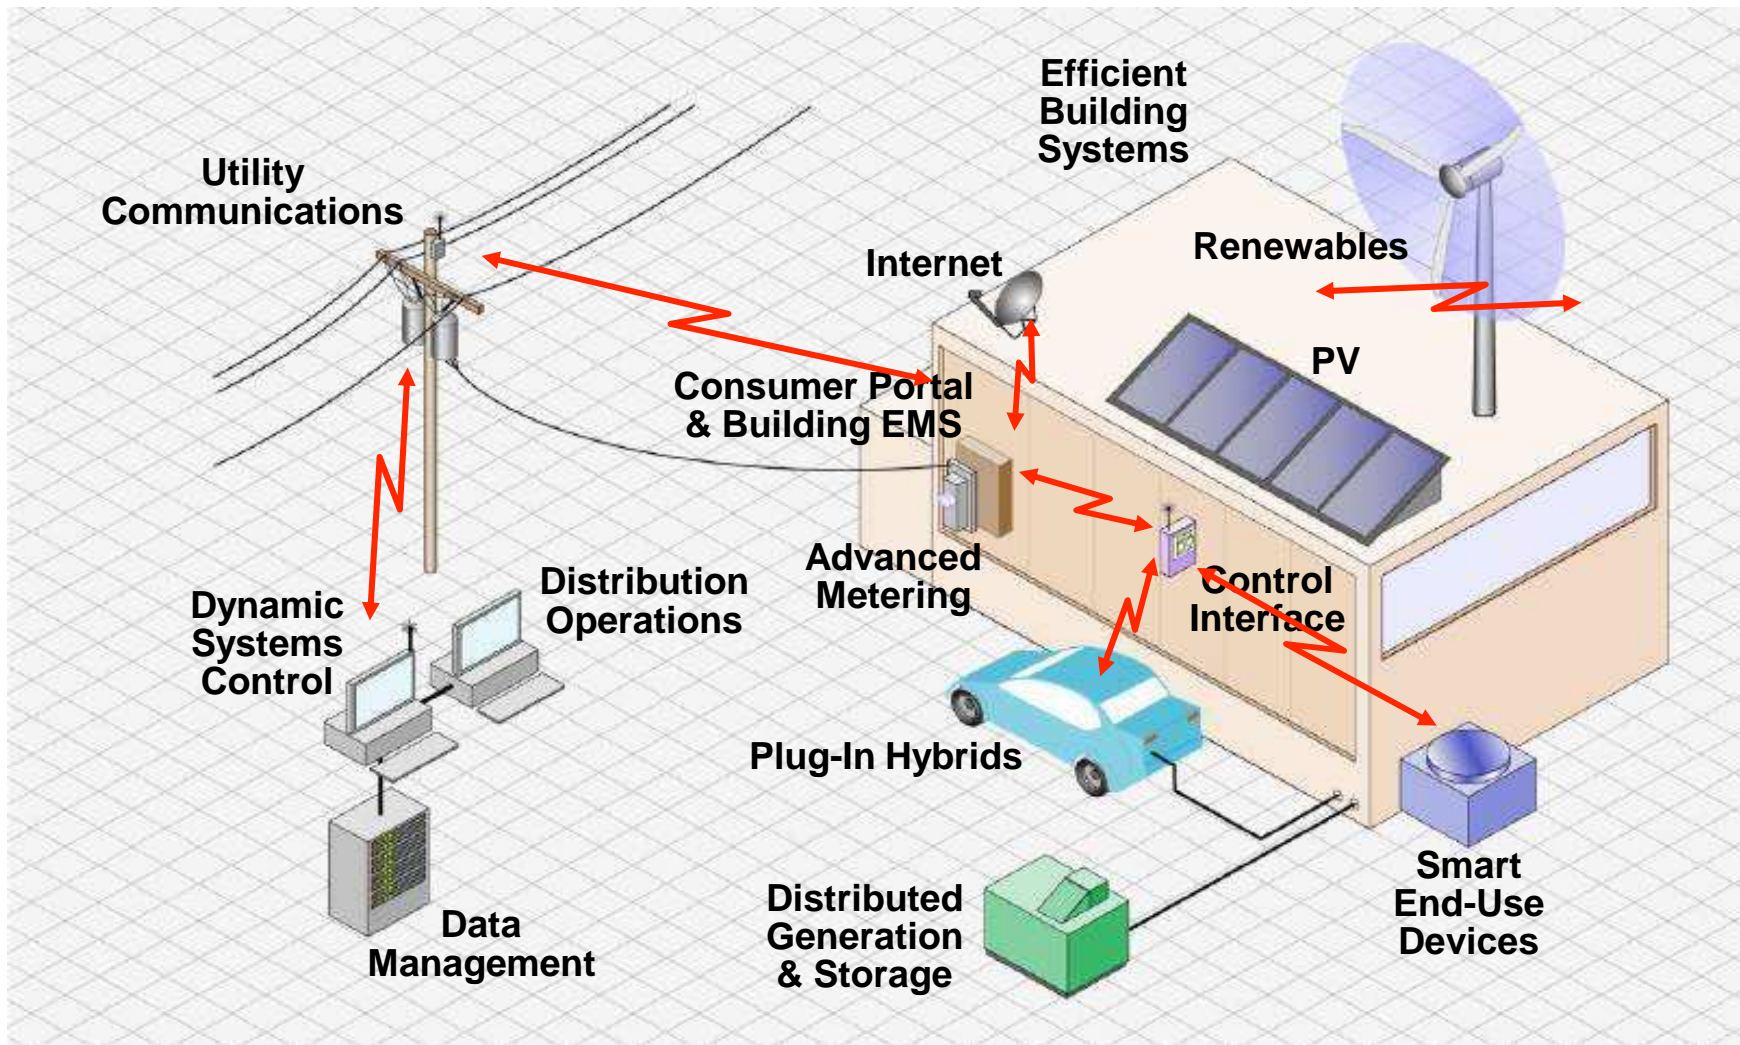 Efficient
Building
Systems
Utility
Communications
Renewables
Internet
PV
Consumer Portal
& Building EMS
Advanced
Metering
Control
Interface
Distribution
Operations
Dynamic
Systems
Control
Plug-In Hybrids
Smart
End-Use
Devices
Distributed
Generation
& Storage
Data
Management